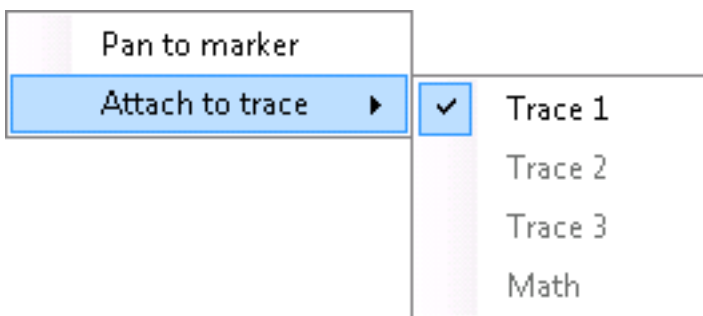 Pan to marker
Attach to trace
Trace 1
Trace 2
Trace 3
Math